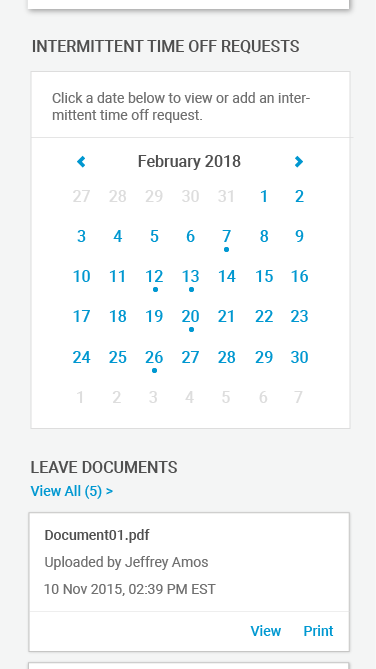 INTERMITTENT TIME OFF REQUESTS
Click a date below to view or add an inter-
mittent time off request.
February 2018
27 28 29 30 31 1 2
3 4 5 6 7 8 9
10 11 12 13 14 15 16
17 18 19 20 21 22 23
24 25 26 27 28 29 30
1 2 3 4 5 6 7
LEAVE DOCUMENTS
View All (5) >
Document01.pdf
Uploaded by Jeffrey Amos
10 Nov 2015, 02:39 PM EST
View Print